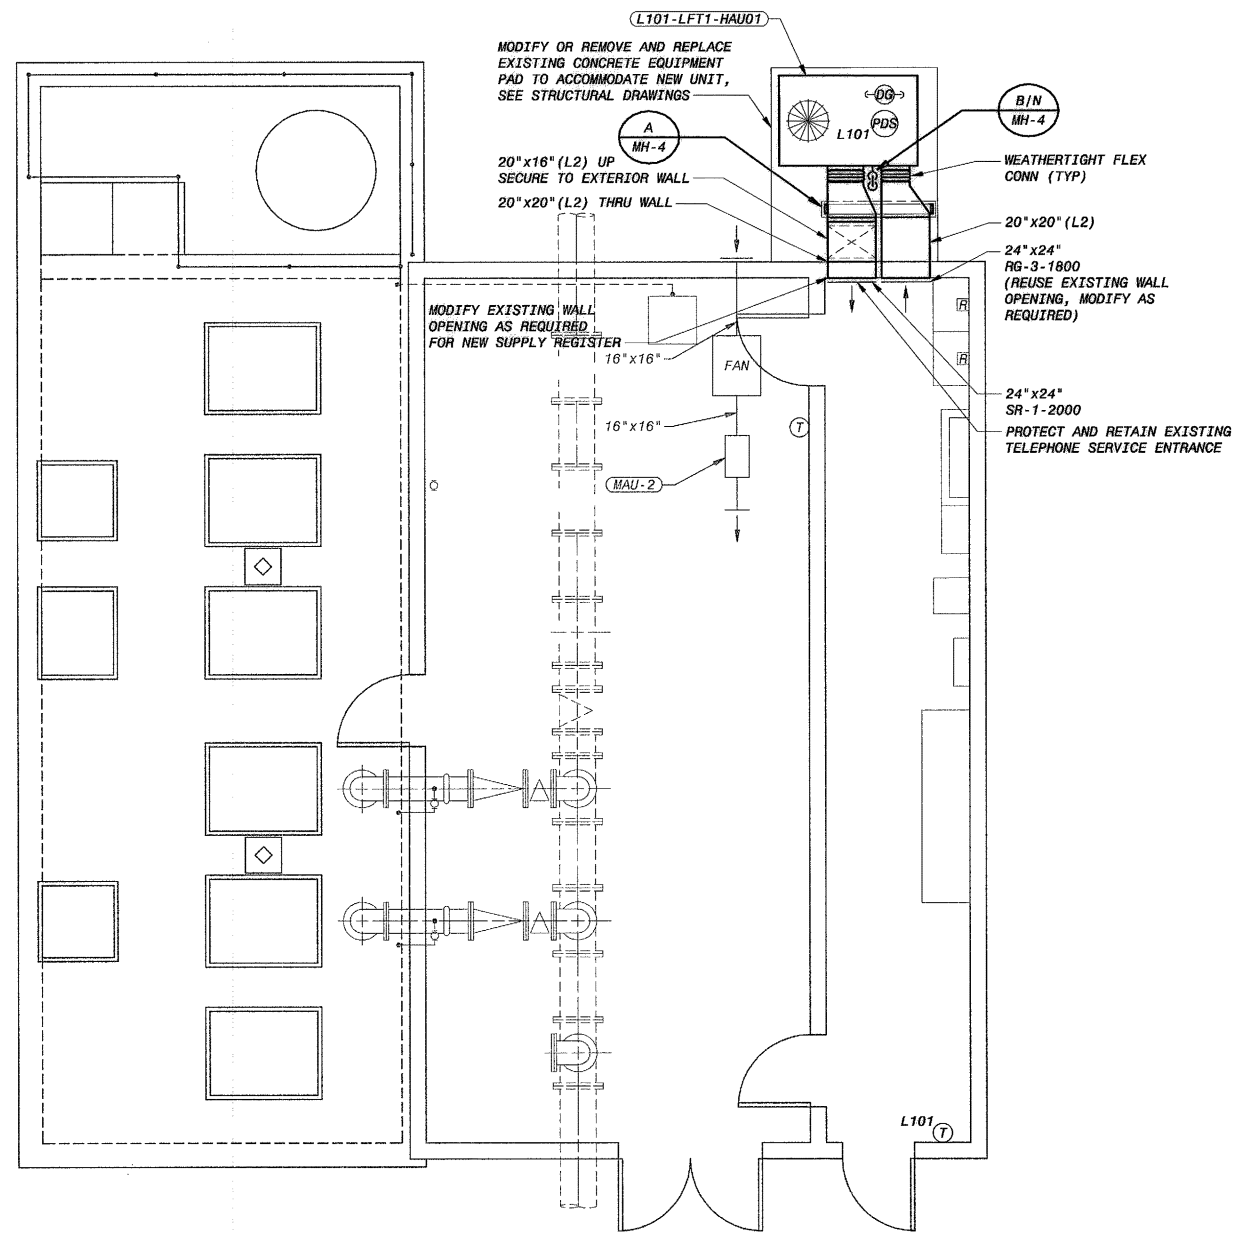 L101-LFT1-HAU01
MODIFY OR REMOVE AND REPLACE
EXISTING CONCRETE EQUIPMENT
PAD TO ACCOMMODATE NEW UNIT,
SEE STRUCTURAL DRAWINGS
DG
PDS
L101
B/N
MH-4
A
MH-4
WEATHERTIGHT FLEX
CONN (TYP)
20"x16"(L2) UP
SECURE TO EXTERIOR WALL
20"x20"(L2) THRU WALL
20"x20"(L2)
24"x24"
RG-3-1800
(REUSE EXISTING WALL
OPENING, MODIFY AS
REQUIRED)
MODIFY EXISTING WALL
OPENING AS REQUIRED
FOR NEW SUPPLY REGISTER
R
R
16"x16"
FAN
24"x24"
SR-1-2000
16"x16"
T
PROTECT AND RETAIN EXISTING
TELEPHONE SERVICE ENTRANCE
MAU-2
L101
T